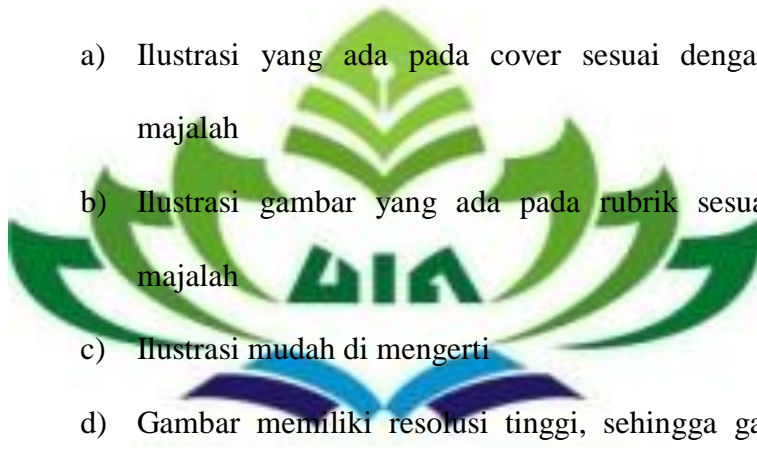 a) Ilustrasi yang ada pada cover sesuai denga
majalah
b) Ilustrasi gambar yang ada pada rubrik sesua
majalah
UIN
c) Ilustrasi mudah di mengerti
d) Gambar memiliki resolusi tinggi, sehingga ga